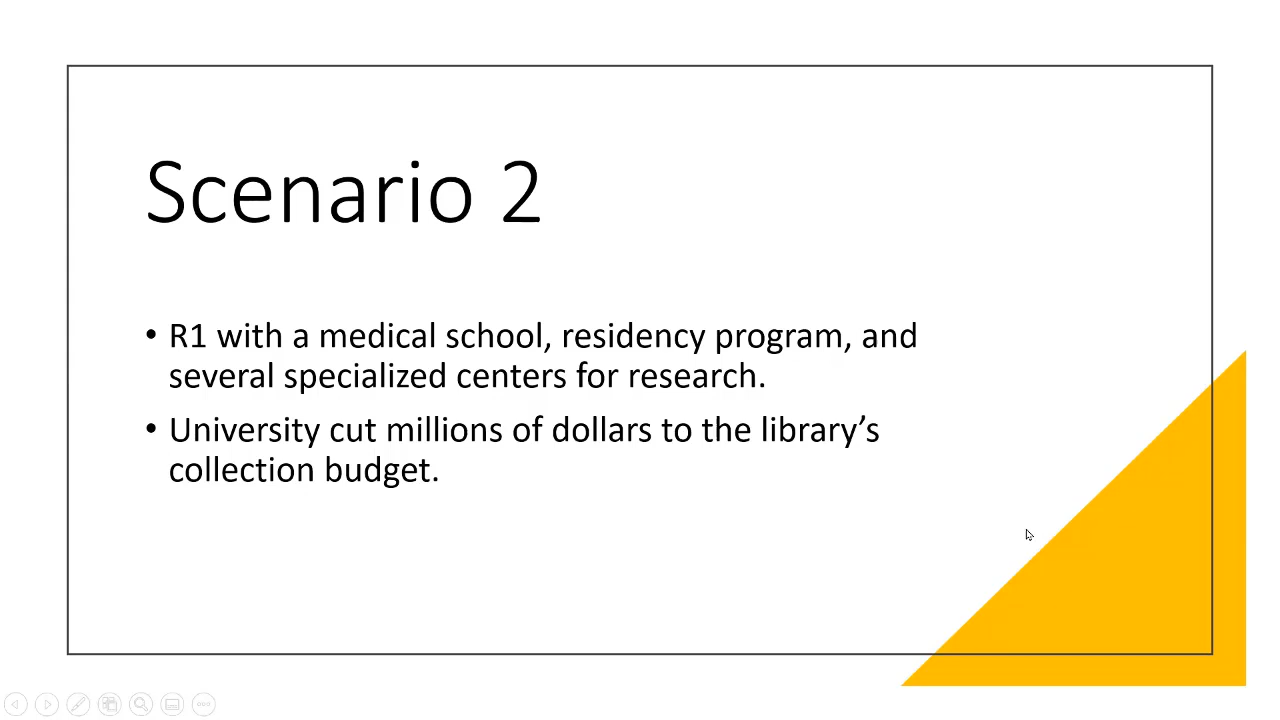 Scenario 2
• R1 with a medical school, residency program, and
several specialized centers for research.
• University cut millions of dollars to the library’s
collection budget.